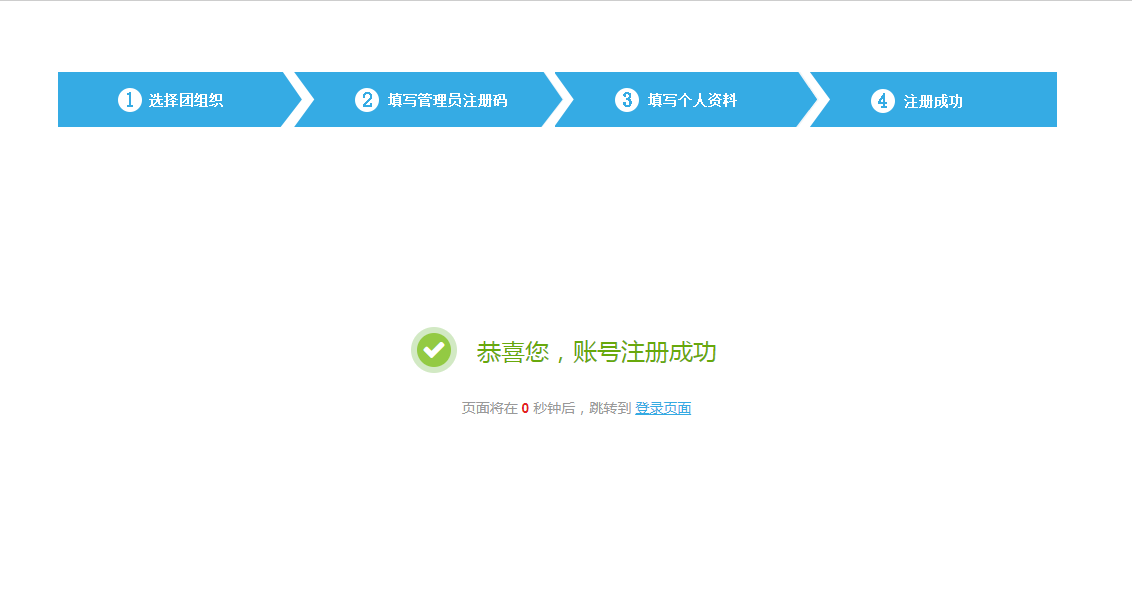 1 选择团组织
2 填写管理员注册码
3 填写个人资料
4 注册成功
恭喜您，账号注册成功
页面将在 0 秒钟后，跳转到 登录页面